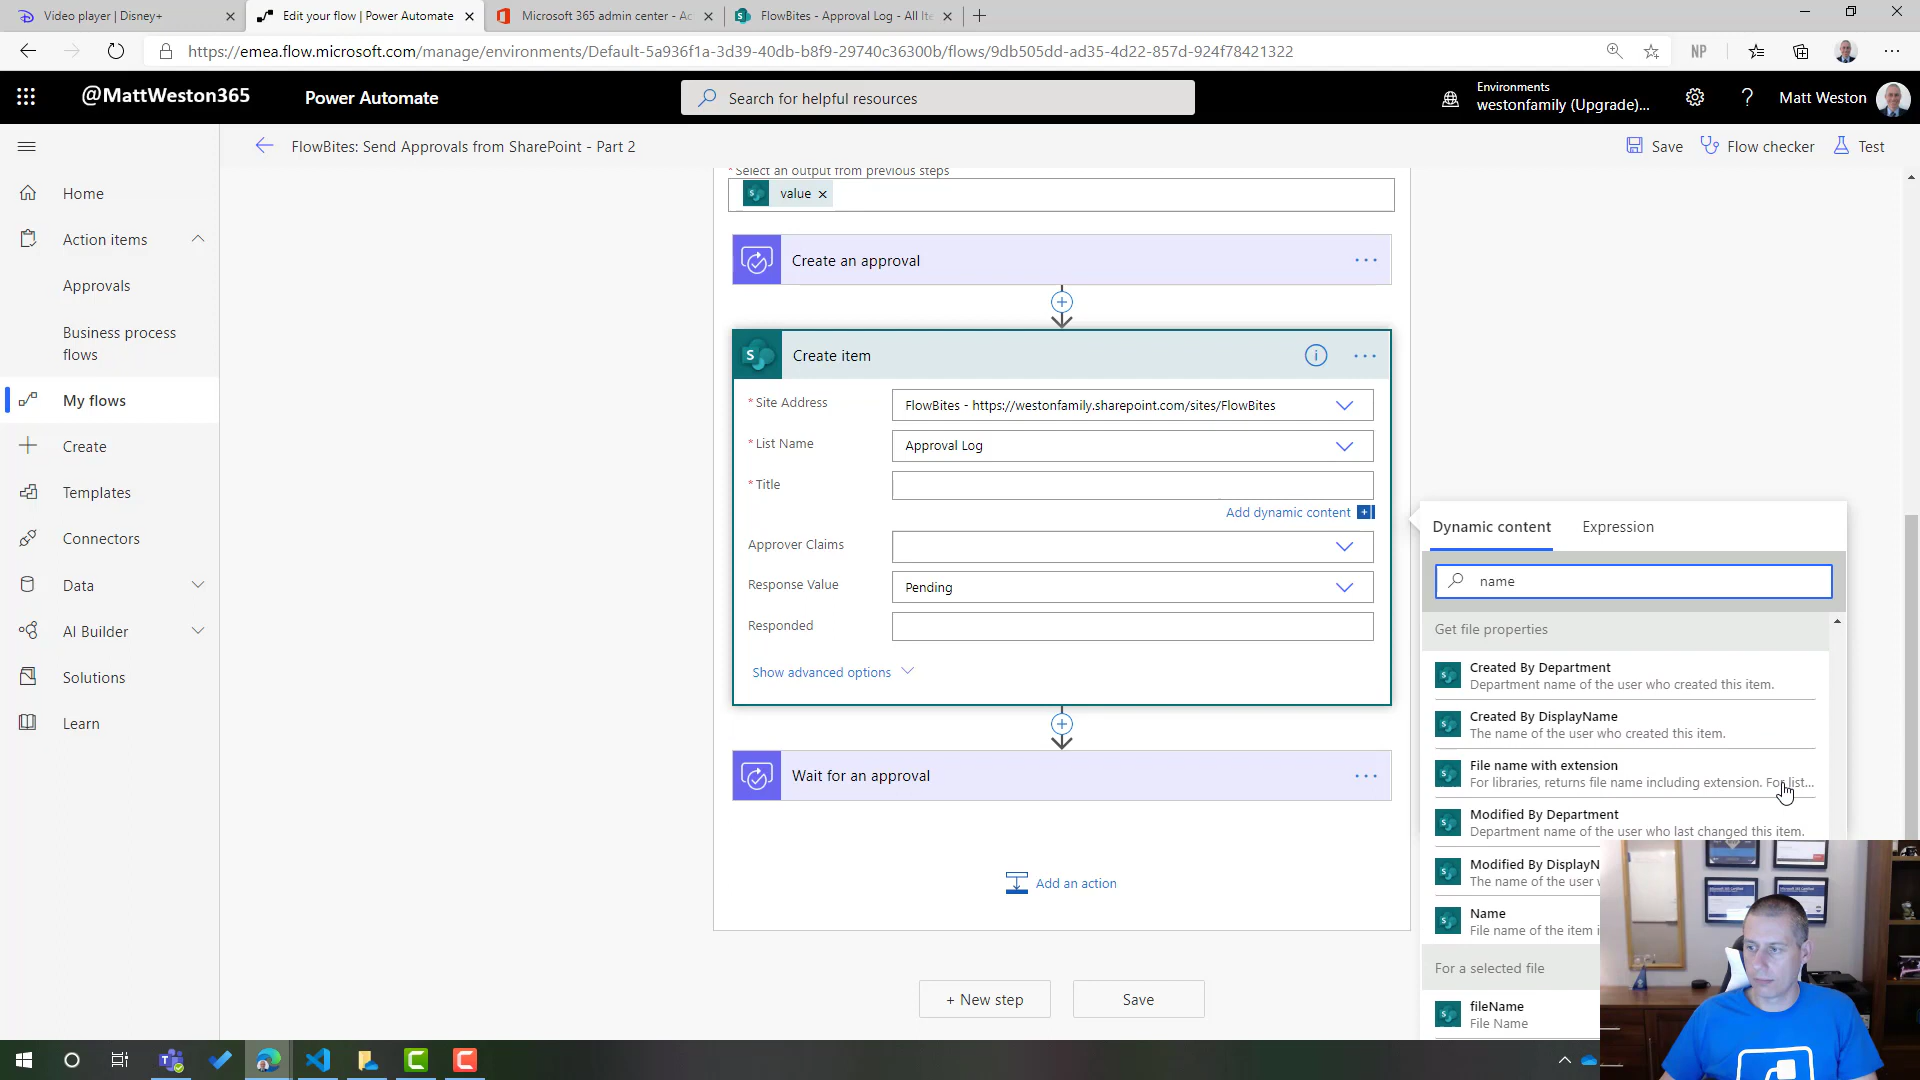 Video player | Disney+
Edit your flow | Power Automate
Microsoft 365 admin center - Ac
FlowBites - Approval Log - All Ite
https://emea.flow.microsoft.com/manage/environments/Default-5a936f1a-3d39-40db-b8f9-29740c36300b/flows/9db505dd-ad35-4d22-857d-924f78421322
NP
@MattWeston365
Power Automate
Search for helpful resources
Environments
westonfamily (Upgrade)...
?
Matt Weston
FlowBites: Send Approvals from SharePoint - Part 2
Save
Flow checker
Test
Home
Action items
Approvals
Business process
flows
My flows
Create
Templates
Connectors
Data
AI Builder
Solutions
Learn
* Select an output from previous steps
value
Create an approval
Create item
* Site Address
FlowBites - https://westonfamily.sharepoint.com/sites/FlowBites
* List Name
Approval Log
* Title
Add dynamic content
Approver Claims
Response Value
Pending
Responded
Show advanced options
Wait for an approval
Add an action
+ New step
Save
Dynamic content
Expression
name
Get file properties
Created By Department
Department name of the user who created this item.
Created By DisplayName
The name of the user who created this item.
File name with extension
For libraries, returns file name including extension. For list...
Modified By Department
Department name of the user who last changed this item.
Modified By DisplayN
The name of the user
Name
File name of the item i
For a selected file
fileName
File Name